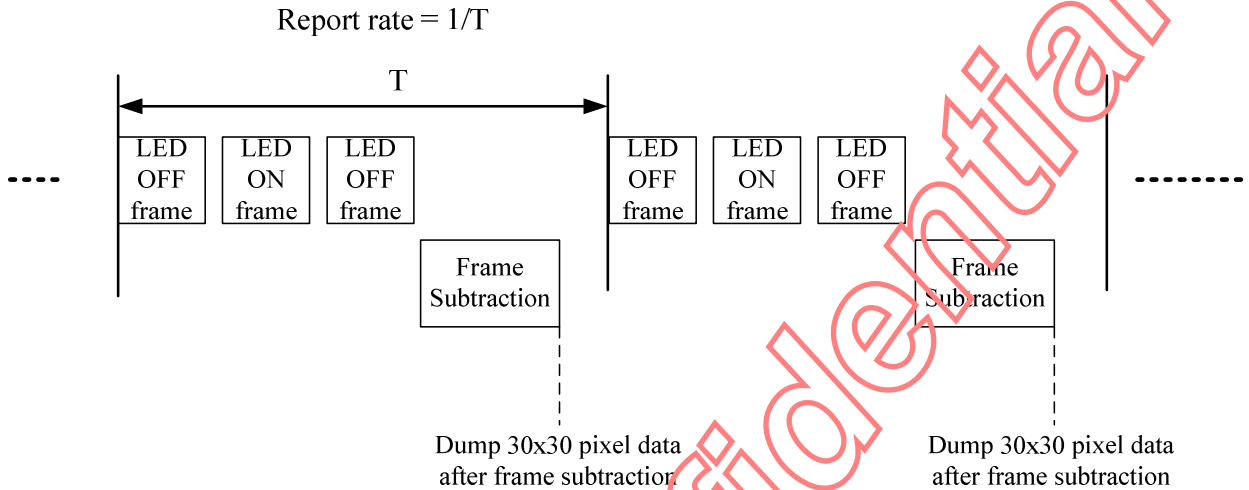 Report rate = 1/T
T
LED
OFF
frame
LED
ON
frame
LED
OFF
frame
LED
OFF
frame
LED
ON
frame
LED
OFF
frame
Frame
Subtraction
Frame
Subtraction
Dump 30x30 pixel data
after frame subtraction
Dump 30x30 pixel data
after frame subtraction
fidential